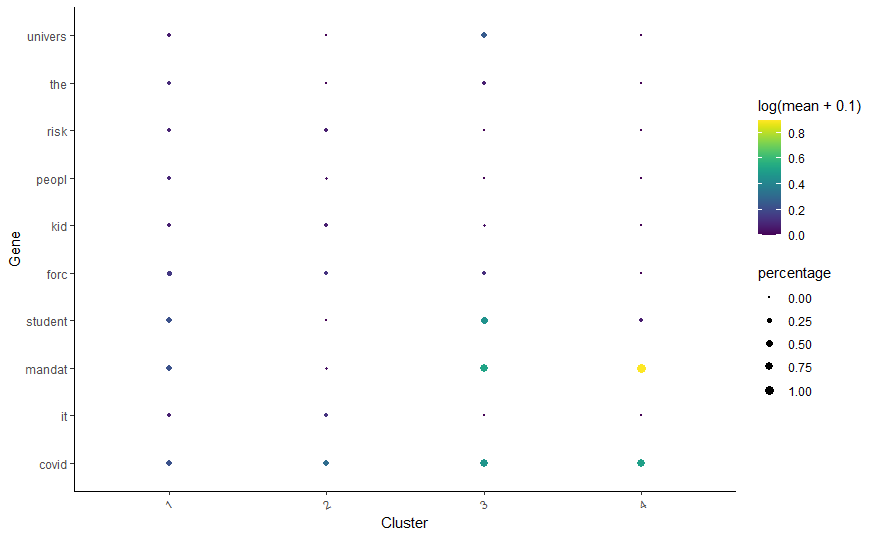 univers
the
risk
peopl
kid
forc
student
mandat
it
covid
Gene
1
2
3
4
Cluster
log(mean + 0.1)
0.8
0.6
0.4
0.2
0.0
percentage
0.00
0.25
0.50
0.75
1.00